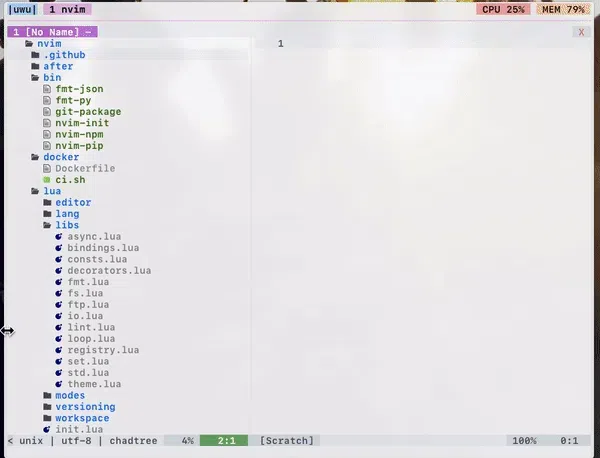 |uwu| 1 nvim CPU 25% MEM 79%
1 [No Name] - X
nvim 1
.github
after
bin
fmt-json
fmt-py
git-package
nvim-init
nvim-npm
nvim-pip
docker
Dockerfile
ci.sh
lua
editor
lang
libs
async.lua
bindings.lua
consts.lua
decorators.lua
fmt.lua
fs.lua
ftp.lua
io.lua
lint.lua
loop.lua
registry.lua
set.lua
std.lua
theme.lua
modes
versioning
workspace
init.lua
< unix | utf-8 | chadtree 4% 2:1 [Scratch] 100% 0:1